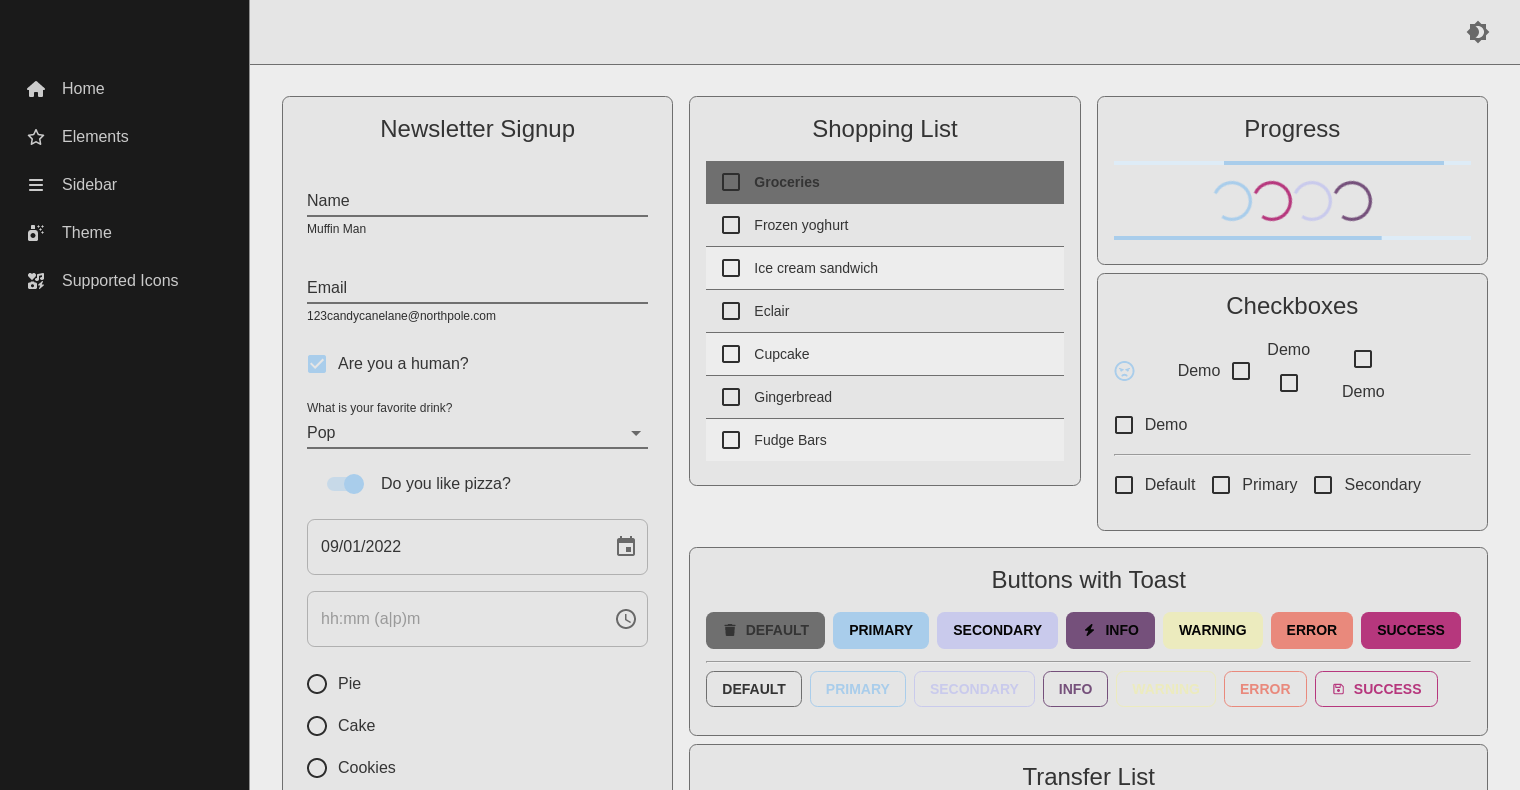 Home
Elements
Sidebar
Theme
Supported Icons
Newsletter Signup
Name
Muffin Man
Email
123candycanelane@northpole.com
Are you a human?
What is your favorite drink?
Pop
Do you like pizza?
09/01/2022
hh:mm (a|p)m
Pie
Cake
Cookies
Shopping List
Groceries
Frozen yoghurt
Ice cream sandwich
Eclair
Cupcake
Gingerbread
Fudge Bars
Progress
Checkboxes
Demo
Demo
Demo
Demo
Default Primary Secondary
Buttons with Toast
DEFAULT PRIMARY SECONDARY INFO WARNING ERROR SUCCESS
DEFAULT PRIMARY SECONDARY INFO WARNING ERROR SUCCESS
Transfer List